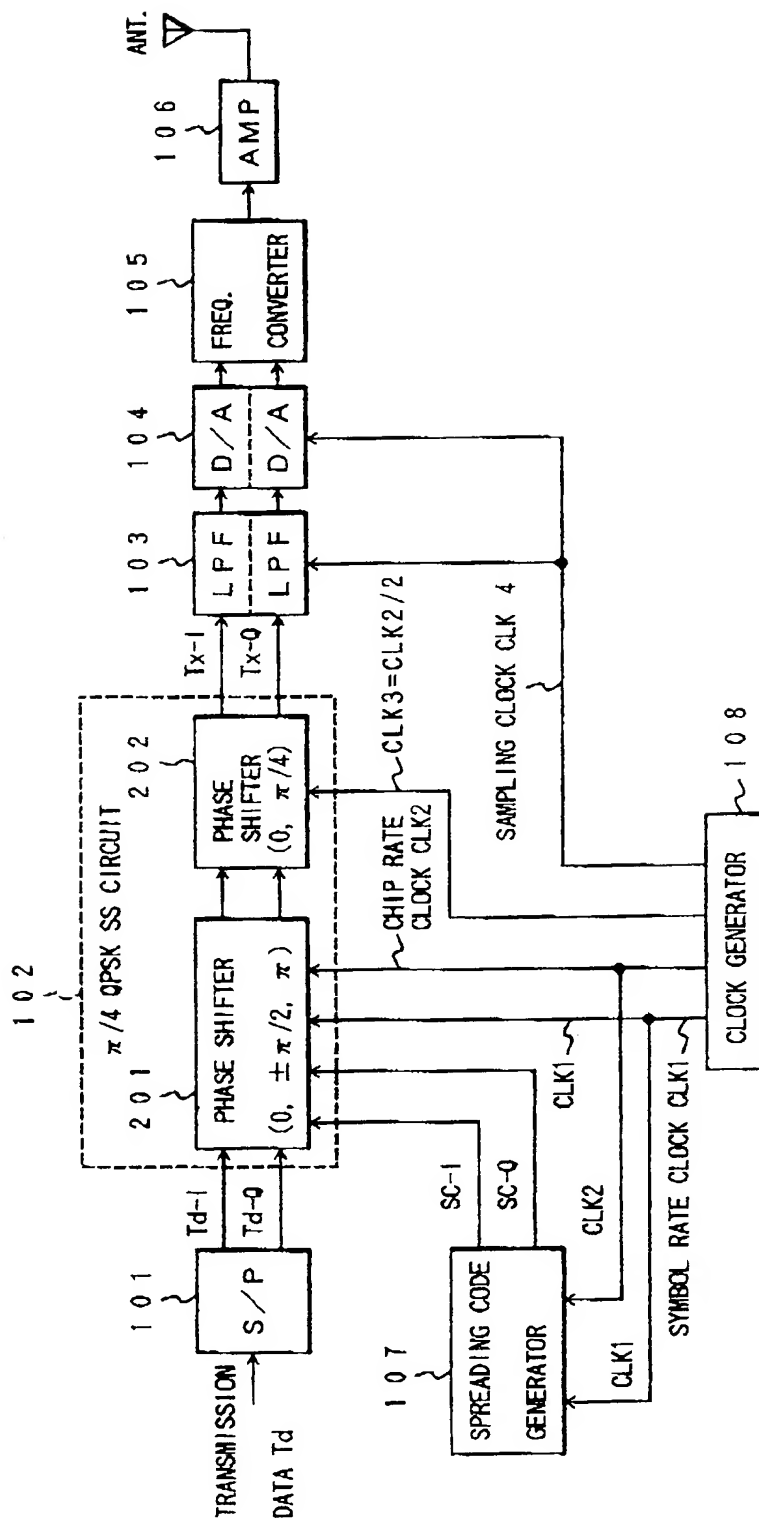 TRANSMISSION
DATA Td
101
S/P
Td-I
Td-Q
102
π/4 QPSK SS CIRCUIT
201
PHASE SHIFTER
(0, ±π/2, π)
202
PHASE
SHIFTER
(0, π/4)
Tx-I
Tx-Q
103
LPF
LPF
104
D/A
D/A
105
FREQ.
CONVERTER
106
AMP
ANT.
107
SPREADING CODE
GENERATOR
SC-I
SC-Q
CLK2
CLK1
SYMBOL RATE CLOCK CLK1
CLK1
CHIP RATE
CLOCK CLK2
CLK3=CLK2/2
SAMPLING CLOCK CLK 4
CLOCK GENERATOR
108